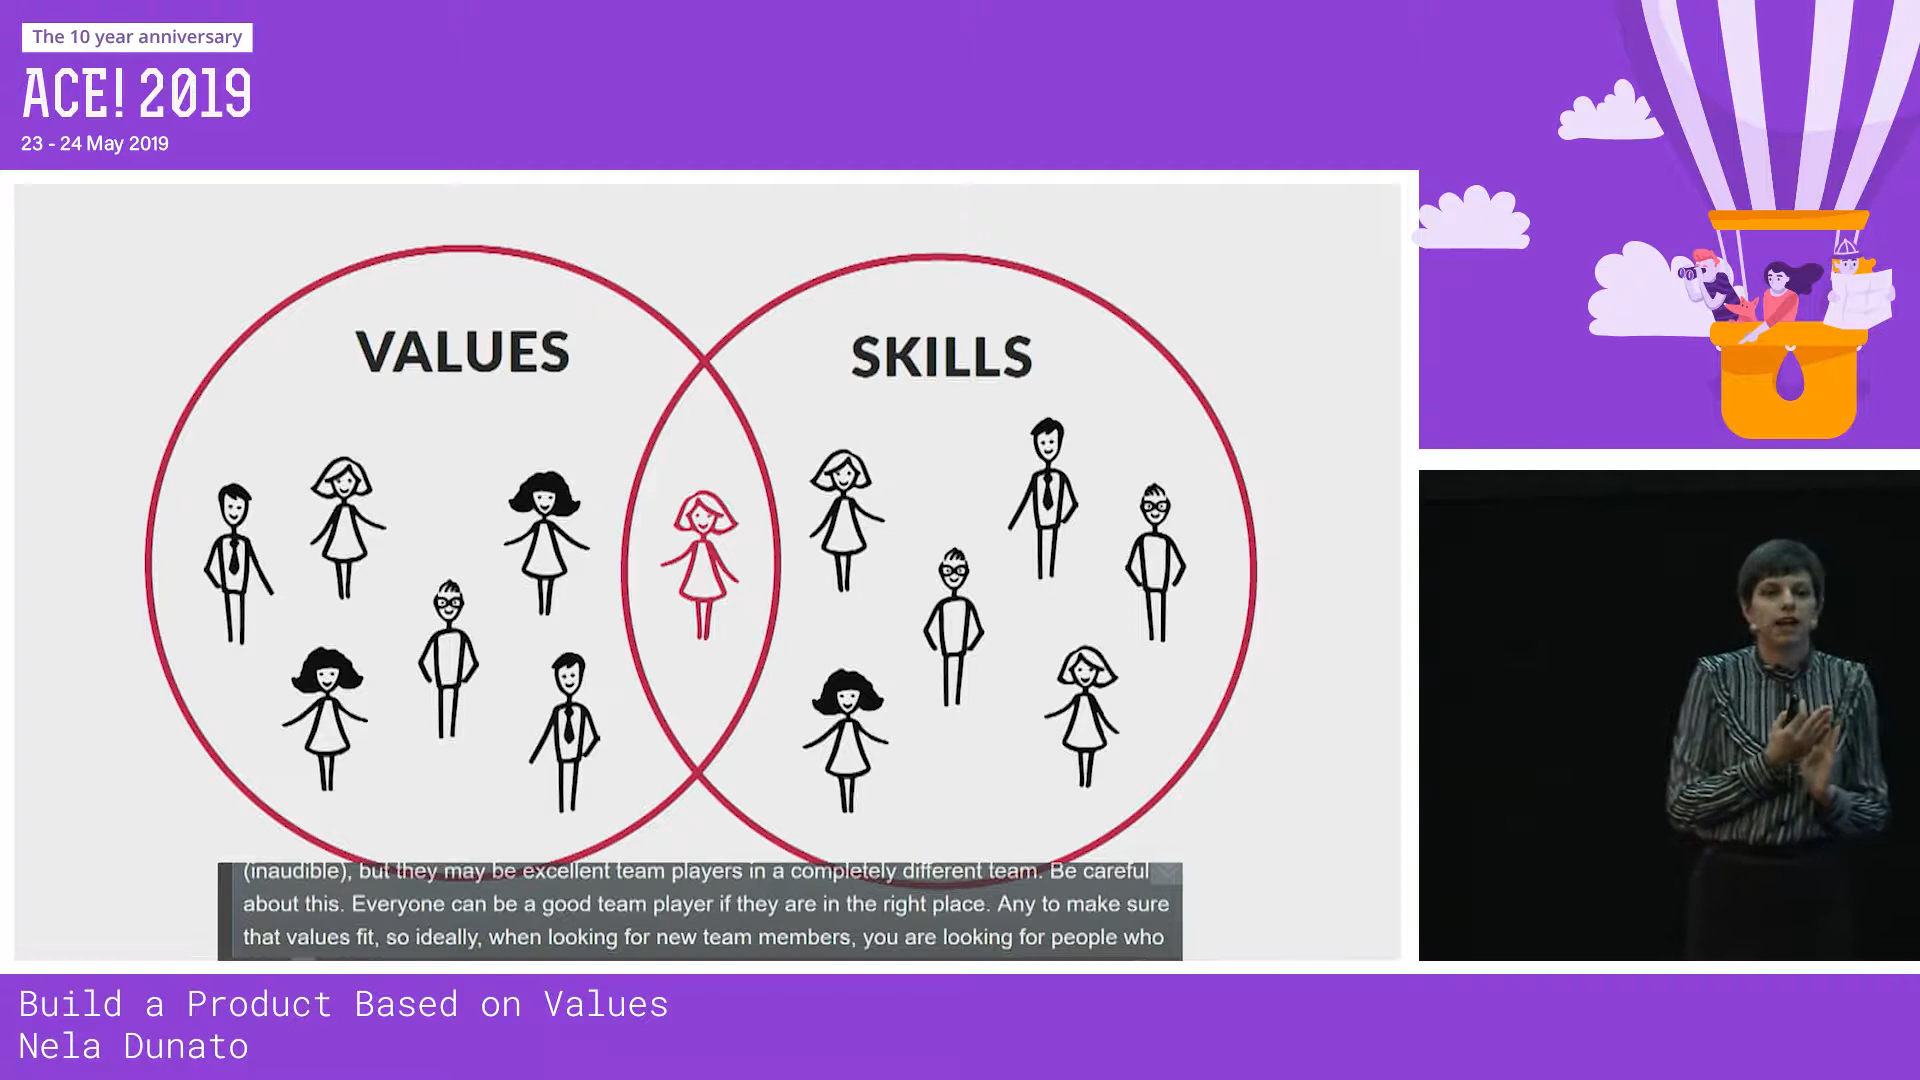 The 10 year anniversary
ACE! 2019
23 - 24 May 2019
VALUES
SKILLS
(inaudible), but they may be excellent team players in a completely different team. Be careful
about this. Everyone can be a good team player if they are in the right place. Any to make sure
that values fit, so ideally, when looking for new team members, you are looking for people who
Build a Product Based on Values
Nela Dunato